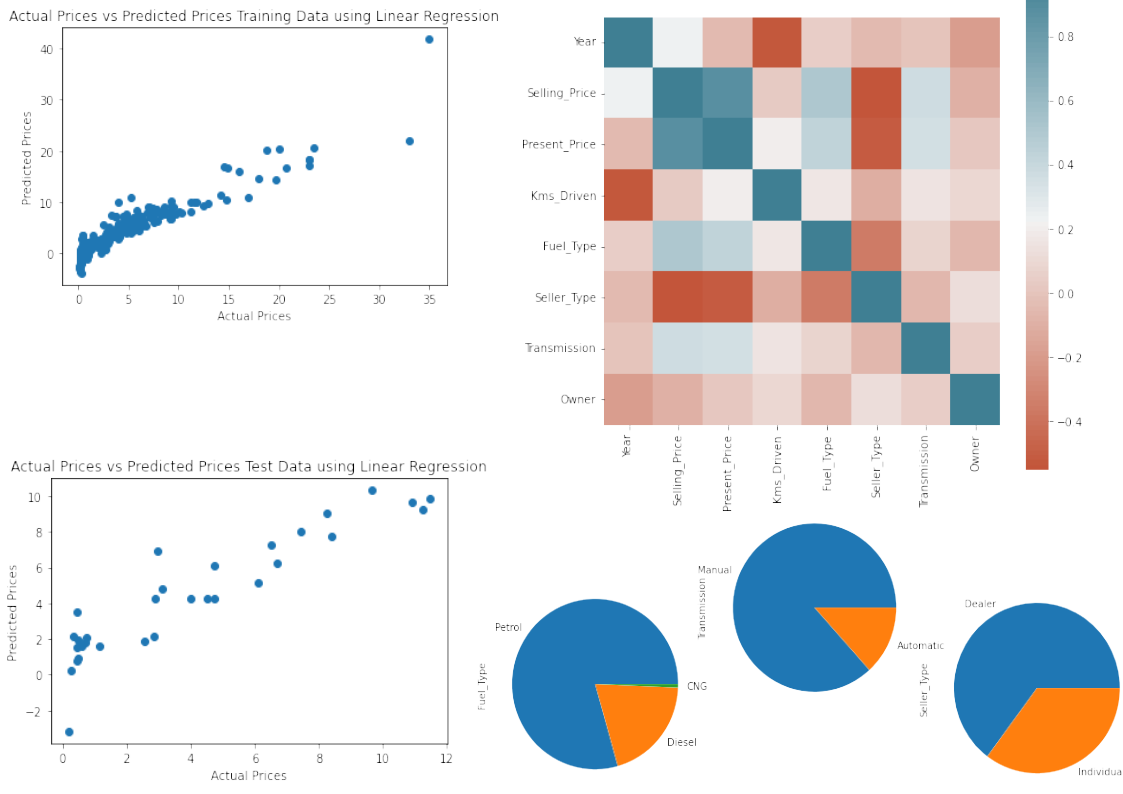 Actual Prices vs Predicted Prices Training Data using Linear Regression
40
30
20
10
0
Predicted Prices
0 5 10 15 20 25 30 35
Actual Prices
Year
Selling_Price
Present_Price
Kms_Driven
Fuel_Type
Seller_Type
Transmission
Owner
Year Selling_Price Present_Price Kms_Driven Fuel_Type Seller_Type Transmission Owner
0.8
0.6
0.4
0.2
0.0
−0.2
−0.4
Actual Prices vs Predicted Prices Test Data using Linear Regression
10
8
6
4
2
0
−2
Predicted Prices
0 2 4 6 8 10 12
Actual Prices
Petrol
CNG
Diesel
Fuel_Type
Manual
Automatic
Transmission
Dealer
Individua
Seller_Type